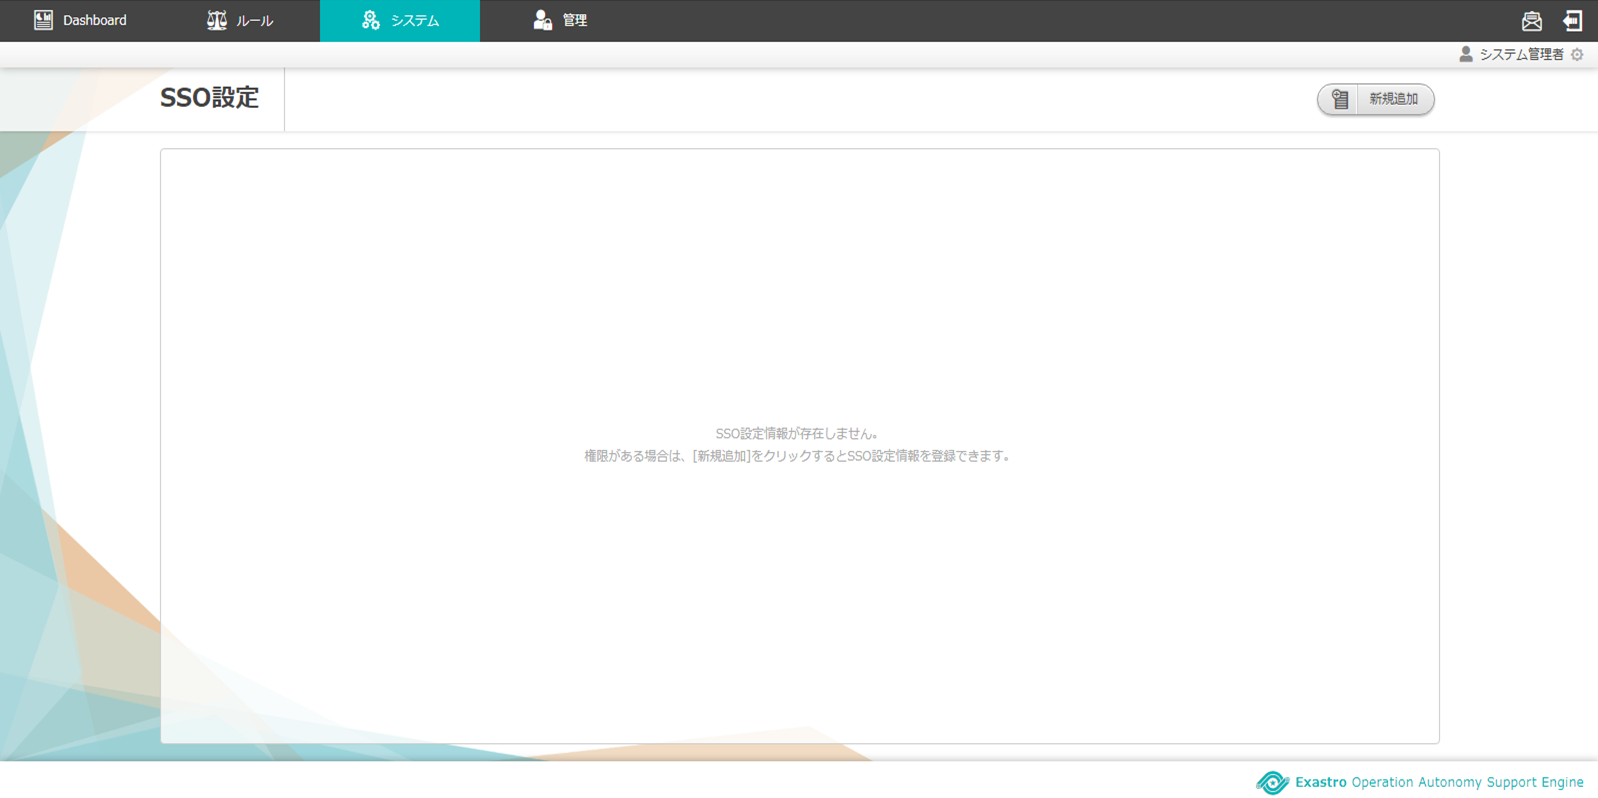 Dashboard
ルール
システム
管理
システム管理者
SSO設定
新規追加
SSO設定情報が存在しません。
権限がある場合は、[新規追加]をクリックするとSSO設定情報を登録できます。
Exastro Operation Autonomy Support Engine